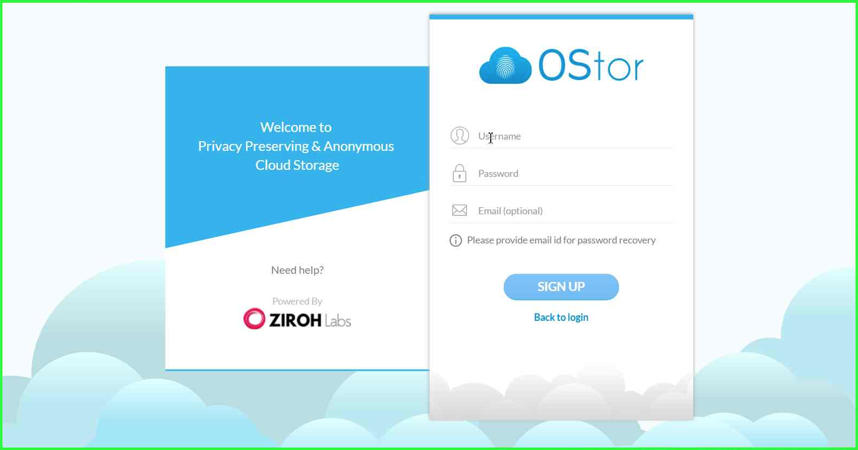 Welcome to
Privacy Preserving & Anonymous
Cloud Storage
Need help?
Powered By
ZIROH Labs
OStor
Username
Password
Email (optional)
Please provide email id for password recovery
SIGN UP
Back to login